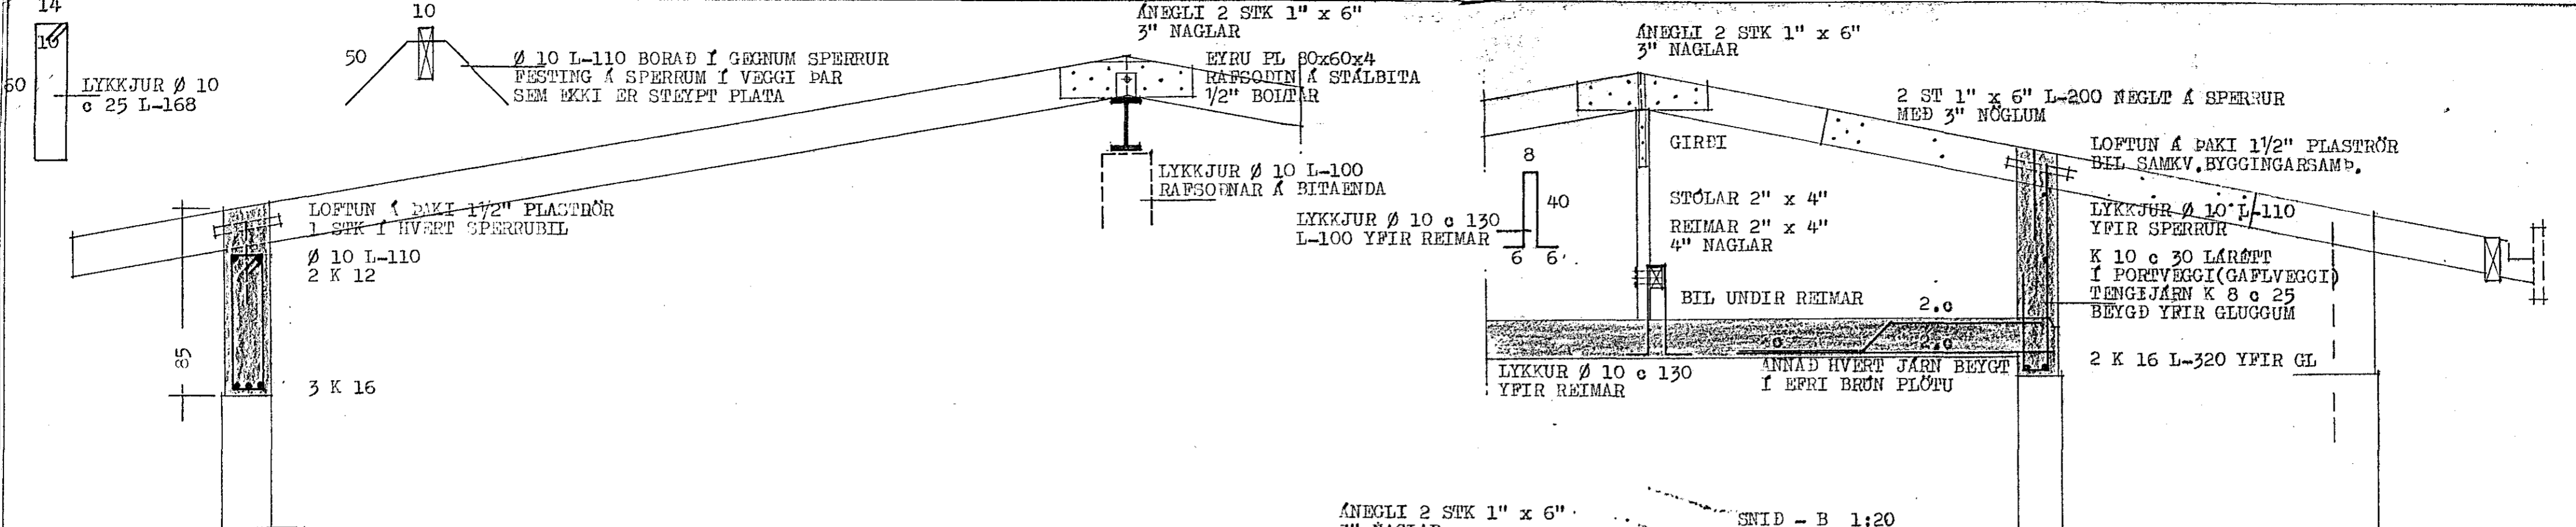 14
10
60
LYKKJUR Ø 10
c 25 L-168
10
50
Ø 10 L-110 BORAÐ Í GEGNUM SPERRUR
FESTING Á SPERRUM Í VEGGI ÞAR
SEM EKKI ER STEYPT PLATA
ÁNEGLI 2 STK 1" x 6"
3" NAGLAR
EYRU PL 80x60x4
RAFSOÐIN Á STÁLBITA
1/2" BOLTAR
LYKKJUR Ø 10 L-100
RAFSOÐNAR Á BITAENDA
LOFTUN Á ÞAKI 1 1/2" PLASTRÖR
1 STK Í HVERT SPERRUBIL
Ø 10 L-110
2 K 12
85
3 K 16
ÁNEGLI 2 STK 1" x 6"
3" NAGLAR
2 ST 1" x 6" L-200 NEGLT Á SPERRUR
MEÐ 3" NÖGLUM
GIRÐI
8
40
LYKKJUR Ø 10 c 130
L-100 YFIR REIMAR
6 6
STÓLAR 2" x 4"
REIMAR 2" x 4"
4" NAGLAR
BIL UNDIR REIMAR
2.0
2.0
LYKKUR Ø 10 c 130
YFIR REIMAR
ANNAÐ HVERT JÁRN BEYGT
Í EFRI BRÚN PLÖTU
LOFTUN Á ÞAKI 1 1/2" PLASTRÖR
BIL SAMKV.BYGGINGARSAMÞ.
LYKKJUR Ø 10 L-110
YFIR SPERRUR
K 10 c 30 LÁRÉTT
Í PORTVEGGI(GAFLVEGGI)
TENGIJÁRN K 8 c 25
BEYGÐ YFIR GLUGGUM
2 K 16 L-320 YFIR GL
ÁNEGLI 2 STK 1" x 6"
3" NAGLAR
SNIÐ - B 1:20